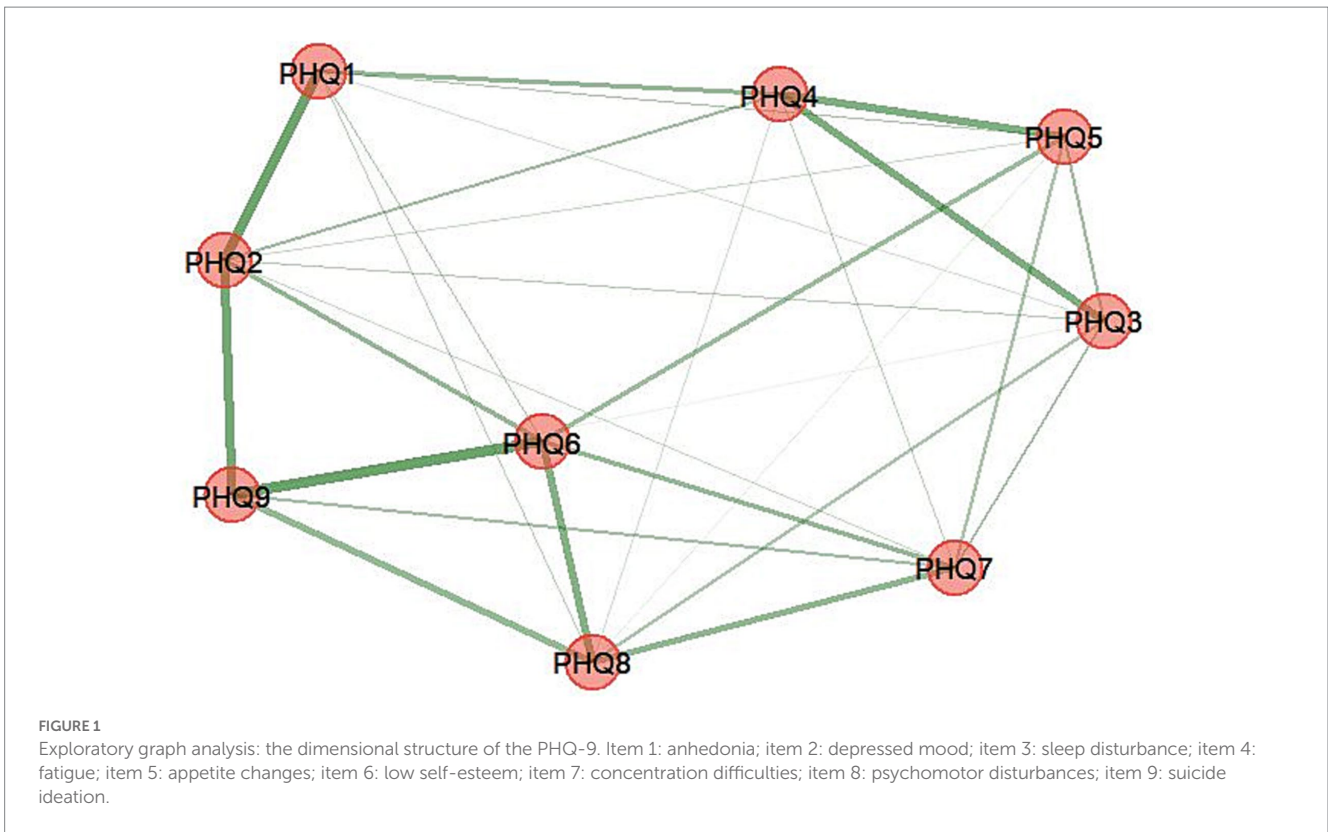 PHQ1
PHQ4
PHQ5
PHQ2
PHQ3
PHQ6
PHQ9
PHQ7
PHQ8
FIGURE 1
Exploratory graph analysis: the dimensional structure of the PHQ-9. Item 1: anhedonia; item 2: depressed mood; item 3: sleep disturbance; item 4:
fatigue; item 5: appetite changes; item 6: low self-esteem; item 7: concentration difficulties; item 8: psychomotor disturbances; item 9: suicide
ideation.